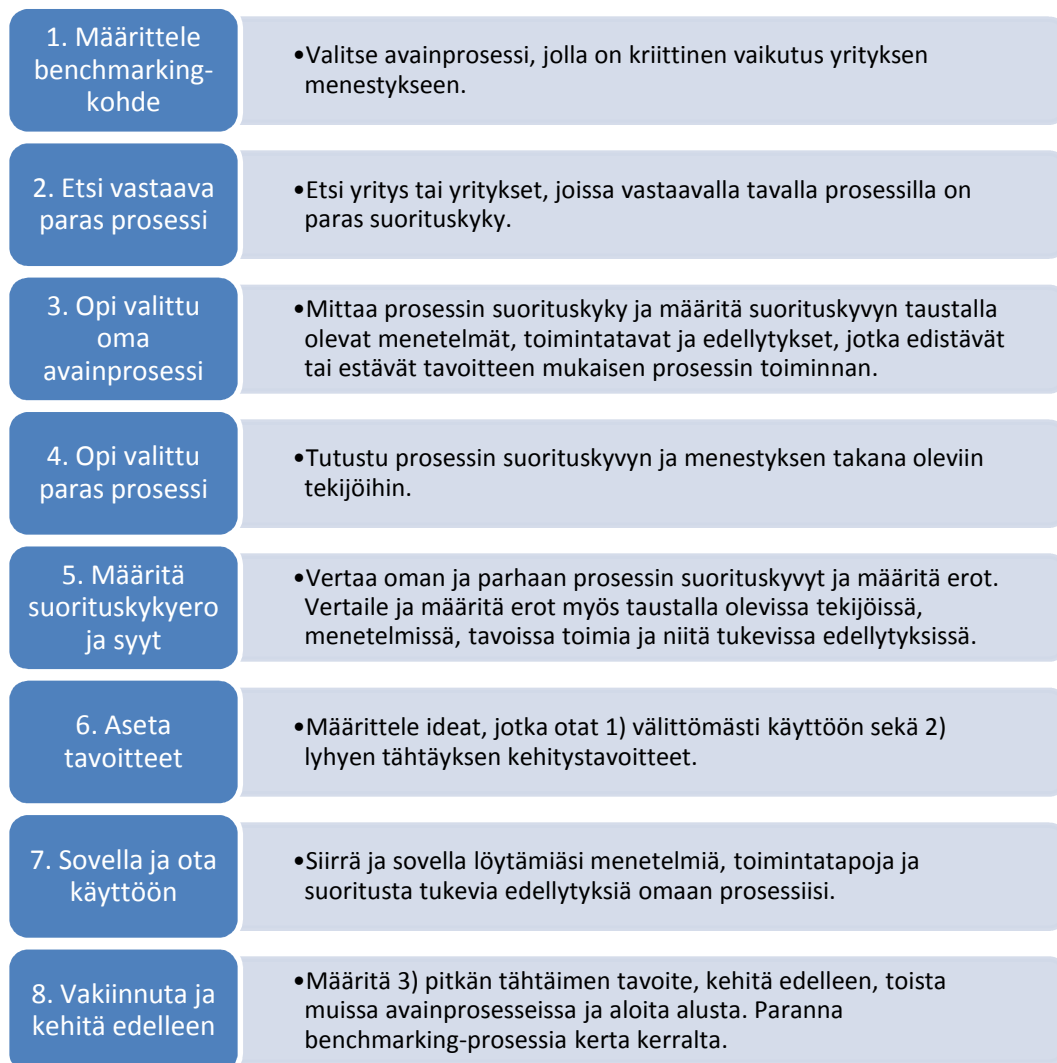 1. Määrittele
benchmarking-
kohde
•Valitse avainprosessi, jolla on kriittinen vaikutus yrityksen
menestykseen.
2. Etsi vastaava
paras prosessi
•Etsi yritys tai yritykset, joissa vastaavalla tavalla prosessilla on
paras suorituskyky.
3. Opi valittu
oma
avainprosessi
•Mittaa prosessin suorituskyky ja määritä suorituskyvyn taustalla
olevat menetelmät, toimintatavat ja edellytykset, jotka edistävät
tai estävät tavoitteen mukaisen prosessin toiminnan.
4. Opi valittu
paras prosessi
•Tutustu prosessin suorituskyvyn ja menestyksen takana oleviin
tekijöihin.
5. Määritä
suorituskykyero
ja syyt
•Vertaa oman ja parhaan prosessin suorituskyvyt ja määritä erot.
Vertaile ja määritä erot myös taustalla olevissa tekijöissä,
menetelmissä, tavoissa toimia ja niitä tukevissa edellytyksissä.
6. Aseta
tavoitteet
•Määrittele ideat, jotka otat 1) välittömästi käyttöön sekä 2)
lyhyen tähtäyksen kehitystavoitteet.
7. Sovella ja ota
käyttöön
•Siirrä ja sovella löytämiäsi menetelmiä, toimintatapoja ja
suoritusta tukevia edellytyksiä omaan prosessiisi.
8. Vakiinnuta ja
kehitä edelleen
•Määritä 3) pitkän tähtäimen tavoite, kehitä edelleen, toista
muissa avainprosesseissa ja aloita alusta. Paranna
benchmarking-prosessia kerta kerralta.